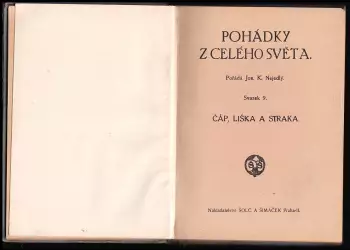 POHÁDKY
Z CELÉHO SVĚTA.
Pořádá Jos. K. Nejedlý.
Svazek 9.
ČÁP, LIŠKA A STRAKA.
Nakladatelství ŠOLC A ŠIMÁČEK Praha-II.